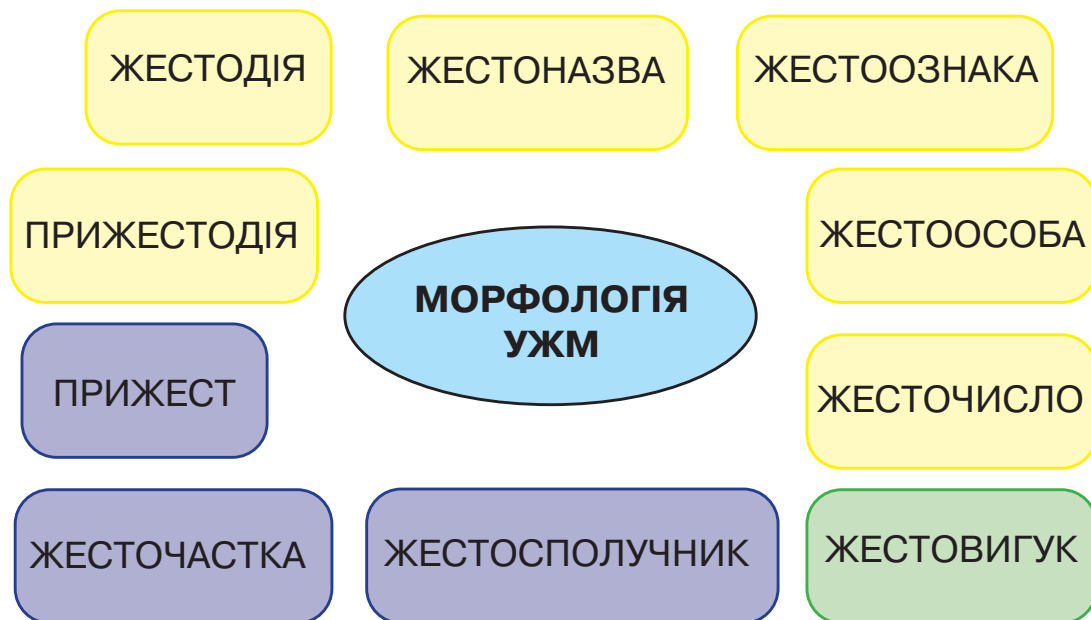 ЖЕСТОДІЯ
ЖЕСТОНАЗВА
ЖЕСТООЗНАКА
ПРИЖЕСТОДІЯ
ЖЕСТООСОБА
МОРФОЛОГІЯ
УЖМ
ПРИЖЕСТ
ЖЕСТОЧИСЛО
ЖЕСТОЧАСТКА
ЖЕСТОСПОЛУЧНИК
ЖЕСТОВИГУК